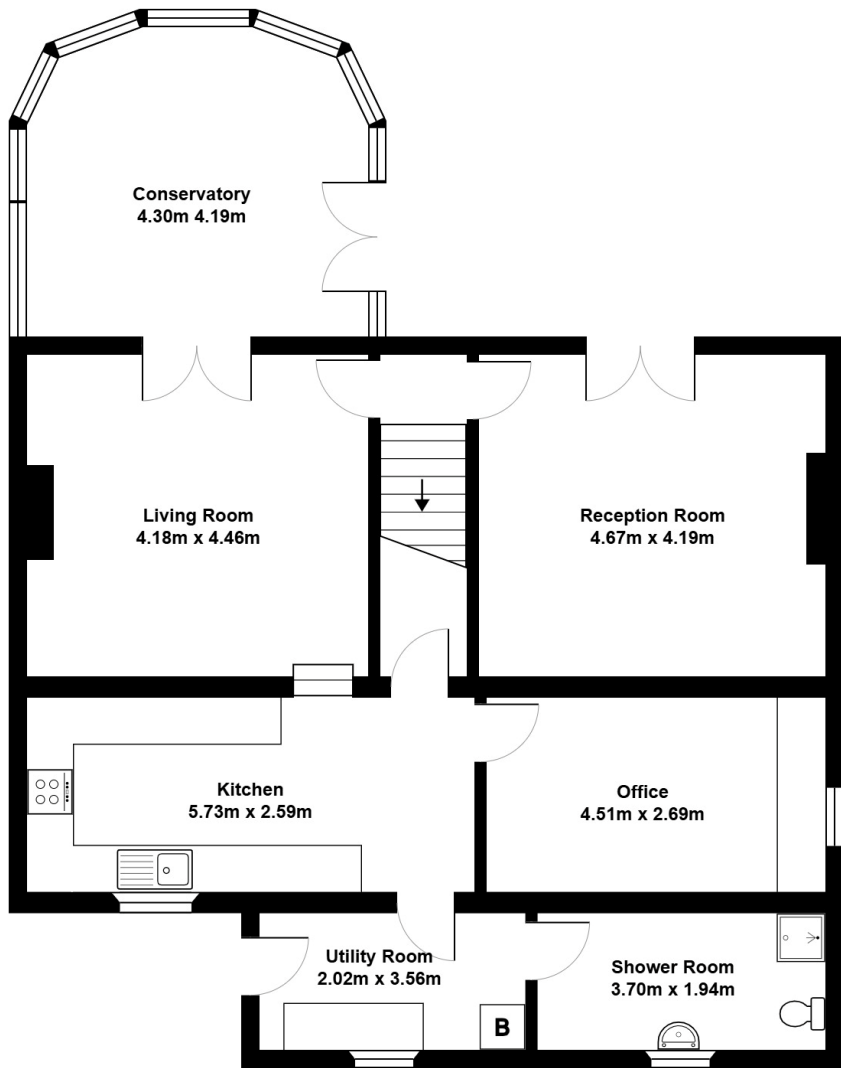 Conservatory
4.30m 4.19m
Living Room
4.18m x 4.46m
Reception Room
4.67m x 4.19m
Kitchen
5.73m x 2.59m
Office
4.51m x 2.69m
Utility Room
2.02m x 3.56m
B
Shower Room
3.70m x 1.94m